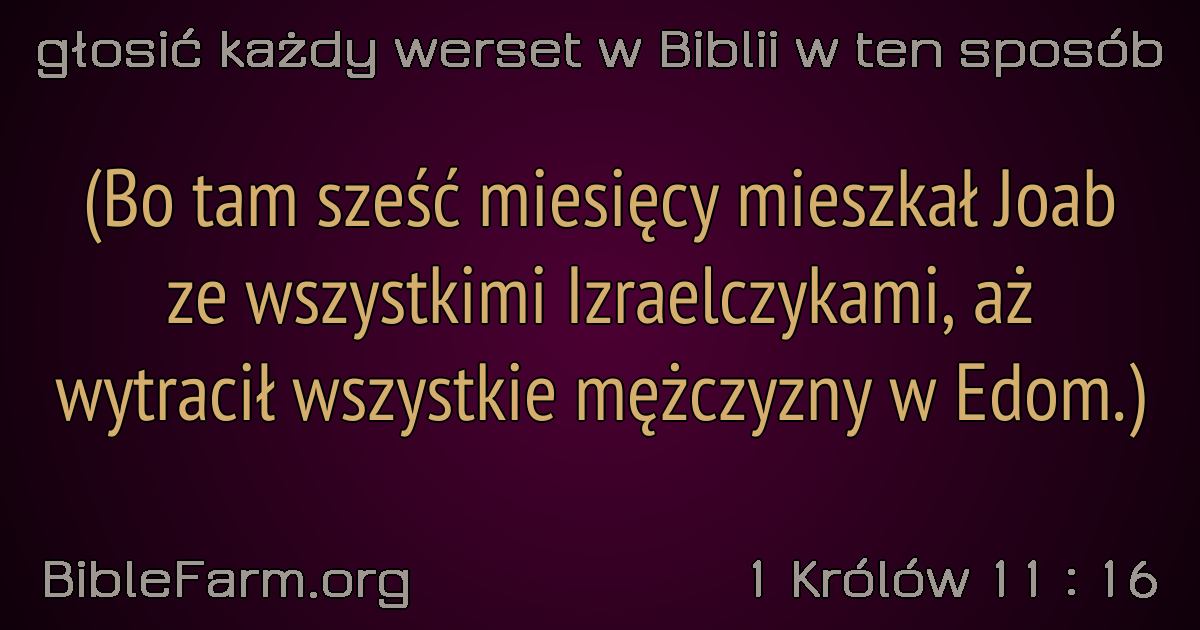 głosić każdy werset w Biblii w ten sposób
(Bo tam sześć miesięcy mieszkał Joab
ze wszystkimi Izraelczykami, aż
wytracił wszystkie mężczyzny w Edom.)
BibleFarm.org
1 Królów 11 : 16